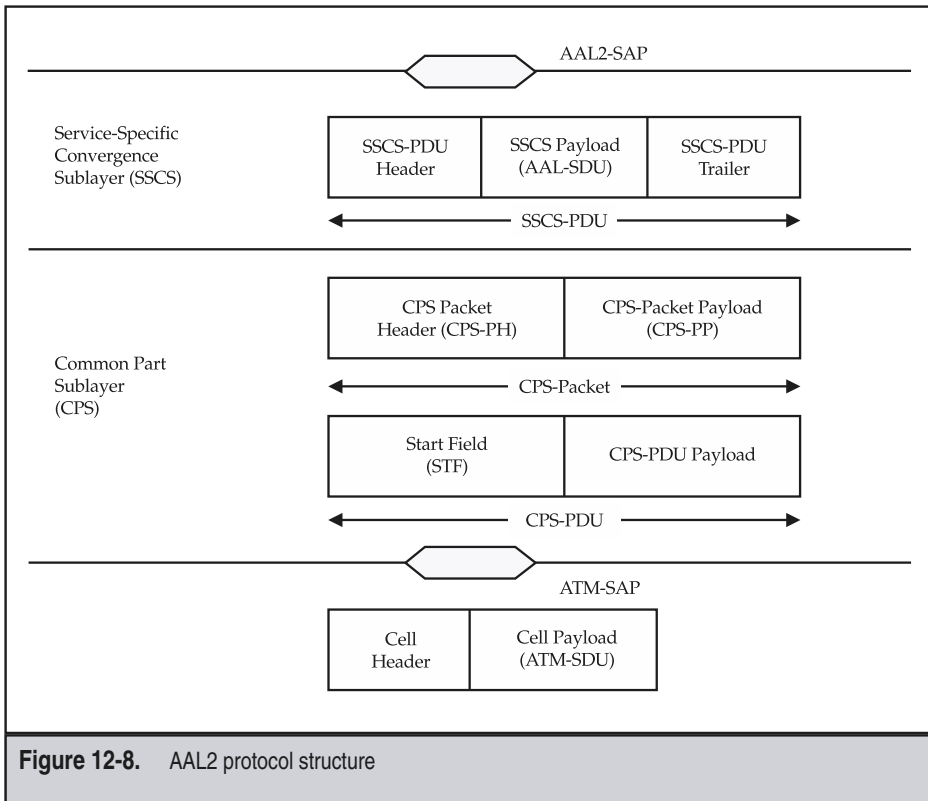 AAL2-SAP
Service-Specific
Convergence
Sublayer (SSCS)
SSCS-PDU
Header
SSCS Payload
(AAL-SDU)
SSCS-PDU
Trailer
SSCS-PDU
Common Part
Sublayer
(CPS)
CPS Packet
Header (CPS-PH)
CPS-Packet Payload
(CPS-PP)
CPS-Packet
Start Field
(STF)
CPS-PDU Payload
CPS-PDU
ATM-SAP
Cell
Header
Cell Payload
(ATM-SDU)
Figure 12-8. AAL2 protocol structure